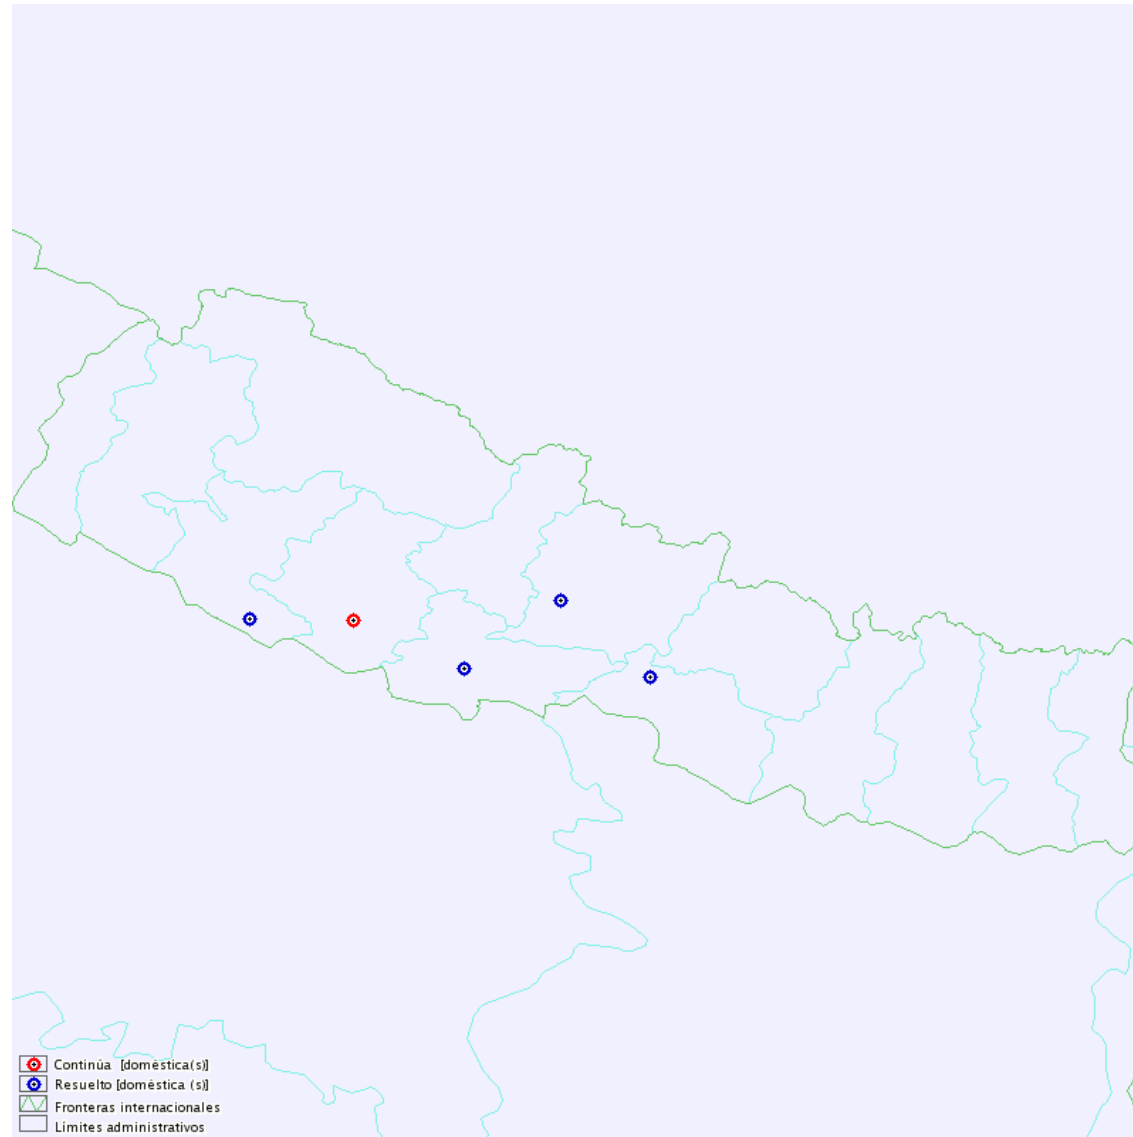 Continúa [doméstica(s)]
Resuelto [doméstica (s)]
Fronteras internacionales
Límites administrativos